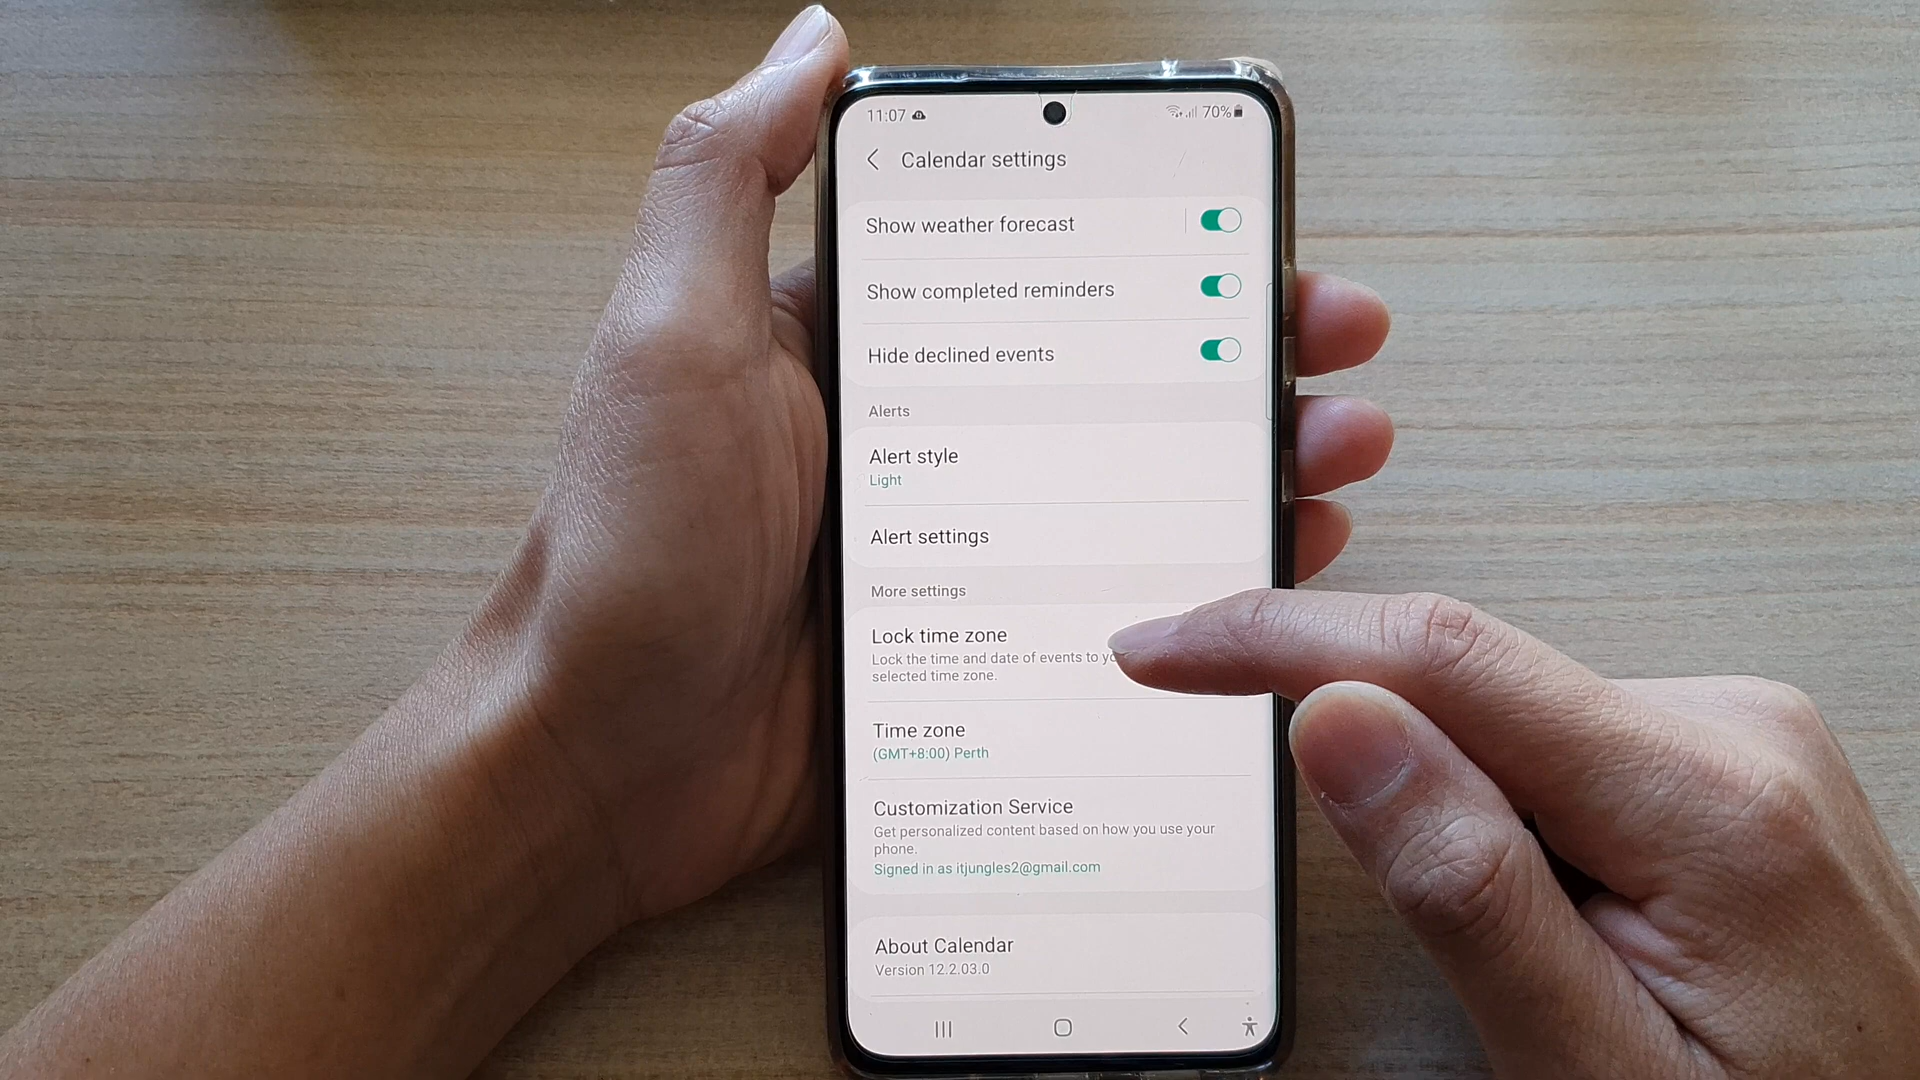 11:07 70%
Calendar settings
Show weather forecast
Show completed reminders
Hide declined events
Alerts
Alert style
Light
Alert settings
More settings
Lock time zone
Lock the time and date of events to
selected time zone.
Time zone
(GMT+8:00) Perth
Customization Service
Get personalized content based on how you use your
phone.
Signed in as itjungles2@gmail.com
About Calendar
Version 12.2.03.0